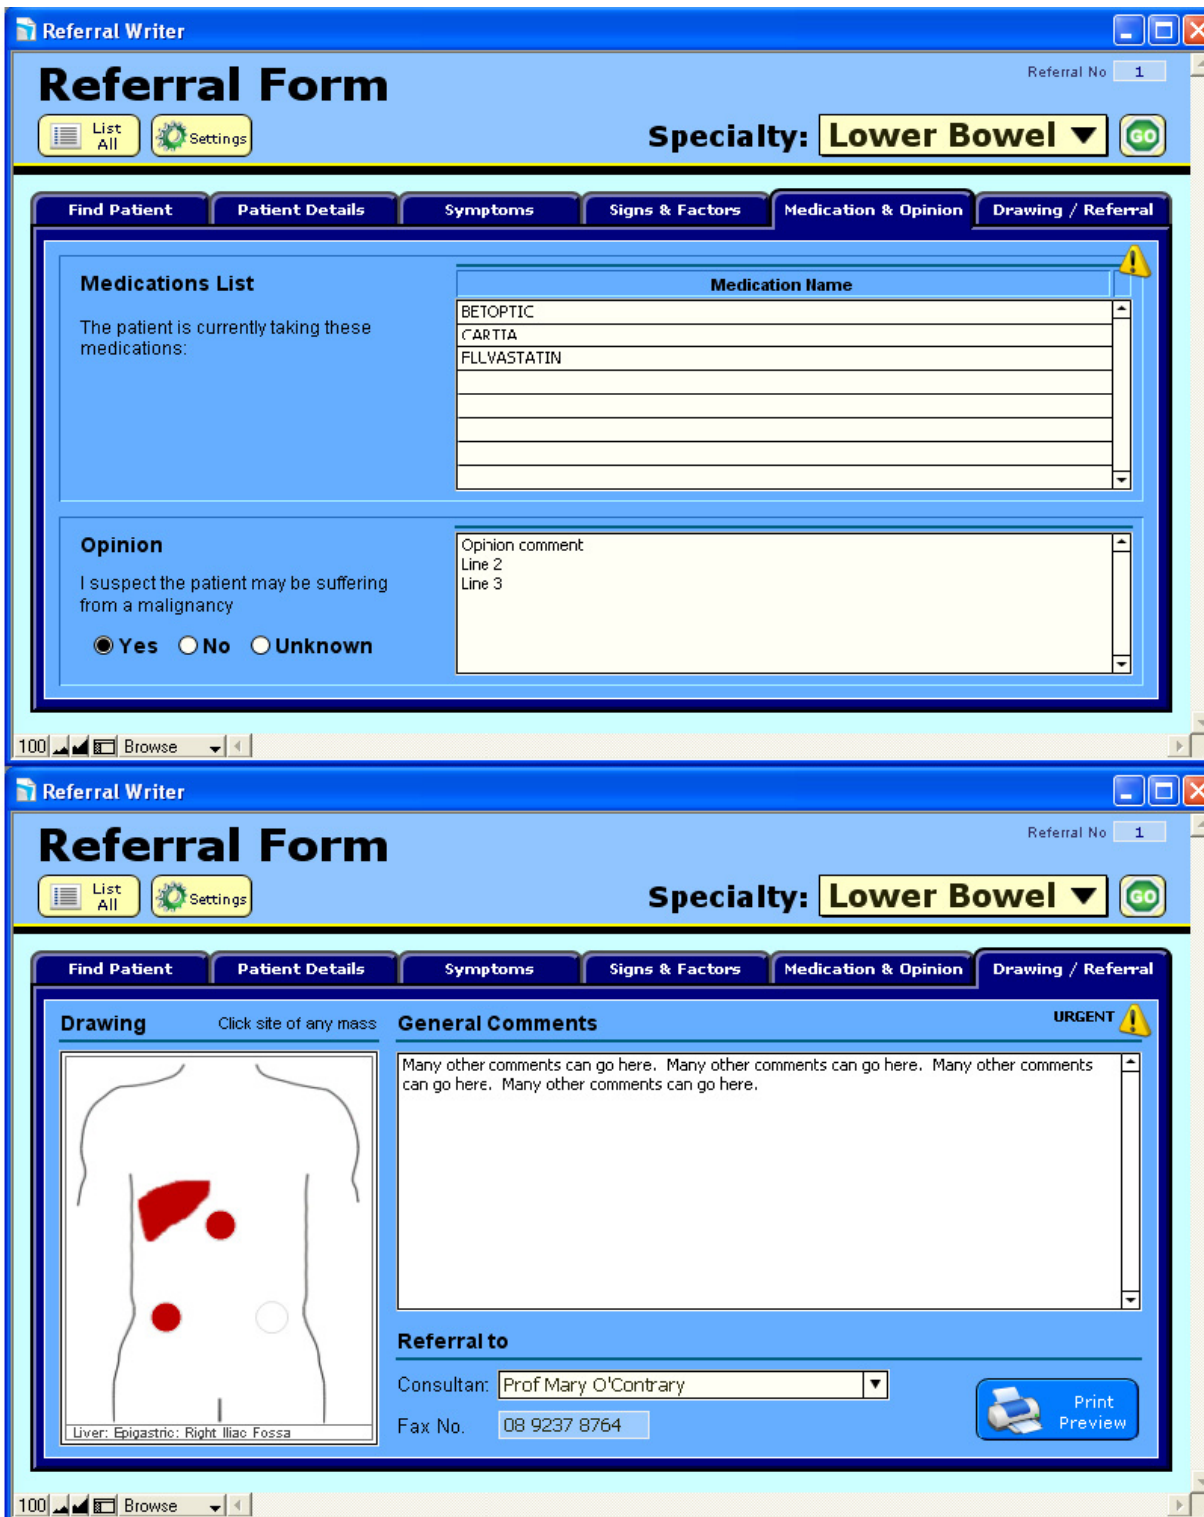 Referral Writer
Referral Form
Referral No 1
List All
Settings
Specialty: Lower Bowel
GO
Find Patient Patient Details Symptoms Signs & Factors Medication & Opinion Drawing / Referral
Medications List
Medication Name
The patient is currently taking these
medications:
BETOPTIC
CARTIA
FLLVASTATIN
Opinion
I suspect the patient may be suffering
from a malignancy
Yes No Unknown
Opinion comment
Line 2
Line 3
100 Browse
Referral Writer
Referral Form
Referral No 1
List All
Settings
Specialty: Lower Bowel
GO
Find Patient Patient Details Symptoms Signs & Factors Medication & Opinion Drawing / Referral
Drawing Click site of any mass
General Comments
URGENT
Many other comments can go here. Many other comments can go here. Many other comments
can go here. Many other comments can go here.
Liver: Epigastric: Right Iliac Fossa
Referral to
Consultan: Prof Mary O'Contrary
Fax No. 08 9237 8764
Print
Preview
100 Browse